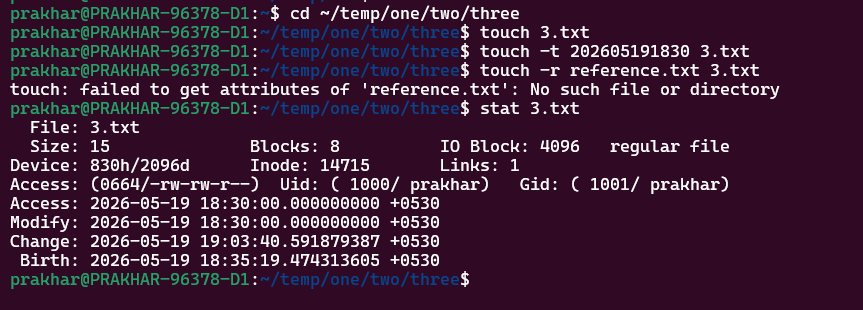 prakhar@PRAKHAR-96378-D1:~$ cd ~/temp/one/two/three
prakhar@PRAKHAR-96378-D1:~/temp/one/two/three$ touch 3.txt
prakhar@PRAKHAR-96378-D1:~/temp/one/two/three$ touch -t 202605191830 3.txt
prakhar@PRAKHAR-96378-D1:~/temp/one/two/three$ touch -r reference.txt 3.txt
touch: failed to get attributes of 'reference.txt': No such file or directory
prakhar@PRAKHAR-96378-D1:~/temp/one/two/three$ stat 3.txt
  File: 3.txt
  Size: 15              Blocks: 8          IO Block: 4096   regular file
Device: 830h/2096d      Inode: 14715       Links: 1
Access: (0664/-rw-rw-r--)  Uid: ( 1000/ prakhar)   Gid: ( 1001/ prakhar)
Access: 2026-05-19 18:30:00.000000000 +0530
Modify: 2026-05-19 18:30:00.000000000 +0530
Change: 2026-05-19 19:03:40.591879387 +0530
 Birth: 2026-05-19 18:35:19.474313605 +0530
prakhar@PRAKHAR-96378-D1:~/temp/one/two/three$